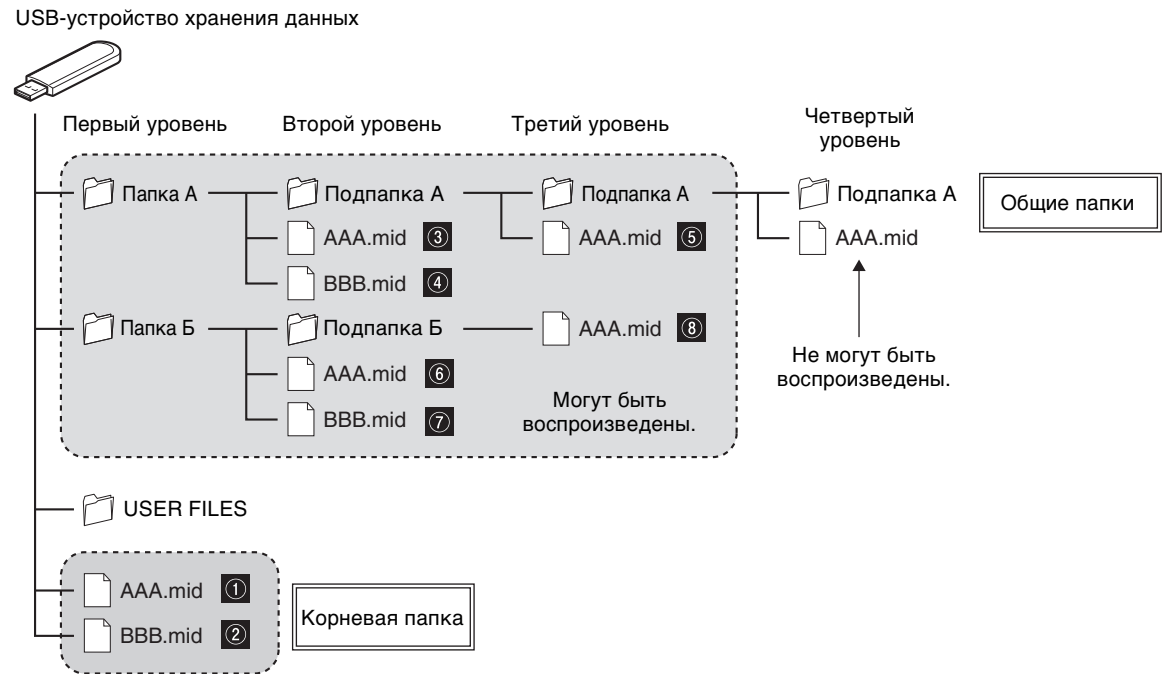 USB-устройство хранения данных
Первый уровень
Второй уровень
Третий уровень
Четвертый
уровень
Папка А
Подпапка А
Подпапка А
Подпапка А
Общие папки
AAA.mid ③
AAA.mid ⑤
AAA.mid
BBB.mid ④
Папка Б
Подпапка Б
AAA.mid ⑧
AAA.mid ⑥
BBB.mid ⑦
Могут быть
воспроизведены.
Не могут быть
воспроизведены.
USER FILES
AAA.mid ①
BBB.mid ②
Корневая папка